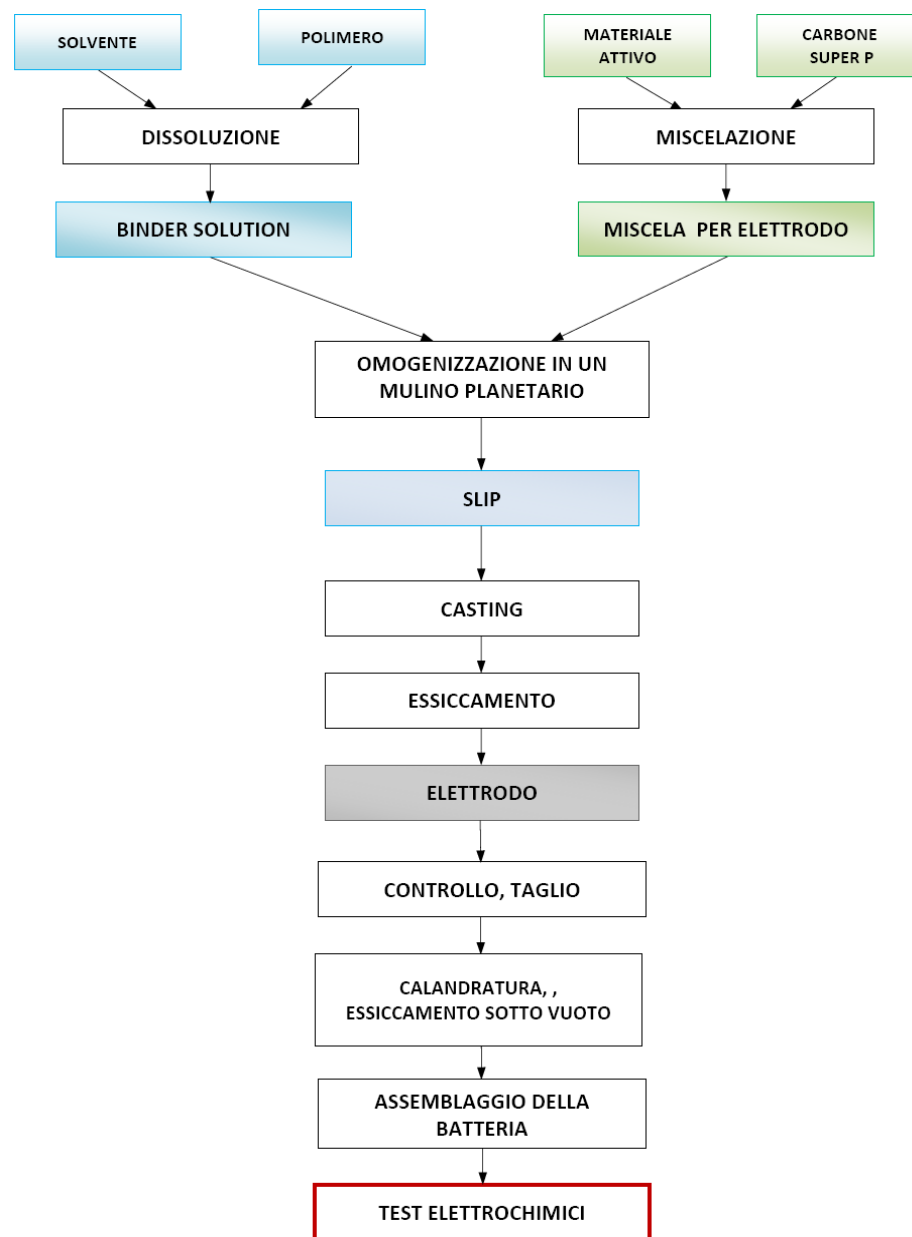 SOLVENTE
POLIMERO
MATERIALE
ATTIVO
CARBONE
SUPER P
DISSOLUZIONE
MISCELAZIONE
BINDER SOLUTION
MISCELA  PER ELETTRODO
OMOGENIZZAZIONE IN UN
MULINO PLANETARIO
SLIP
CASTING
ESSICCAMENTO
ELETTRODO
CONTROLLO, TAGLIO
CALANDRATURA, ,
ESSICCAMENTO SOTTO VUOTO
ASSEMBLAGGIO DELLA
BATTERIA
TEST ELETTROCHIMICI